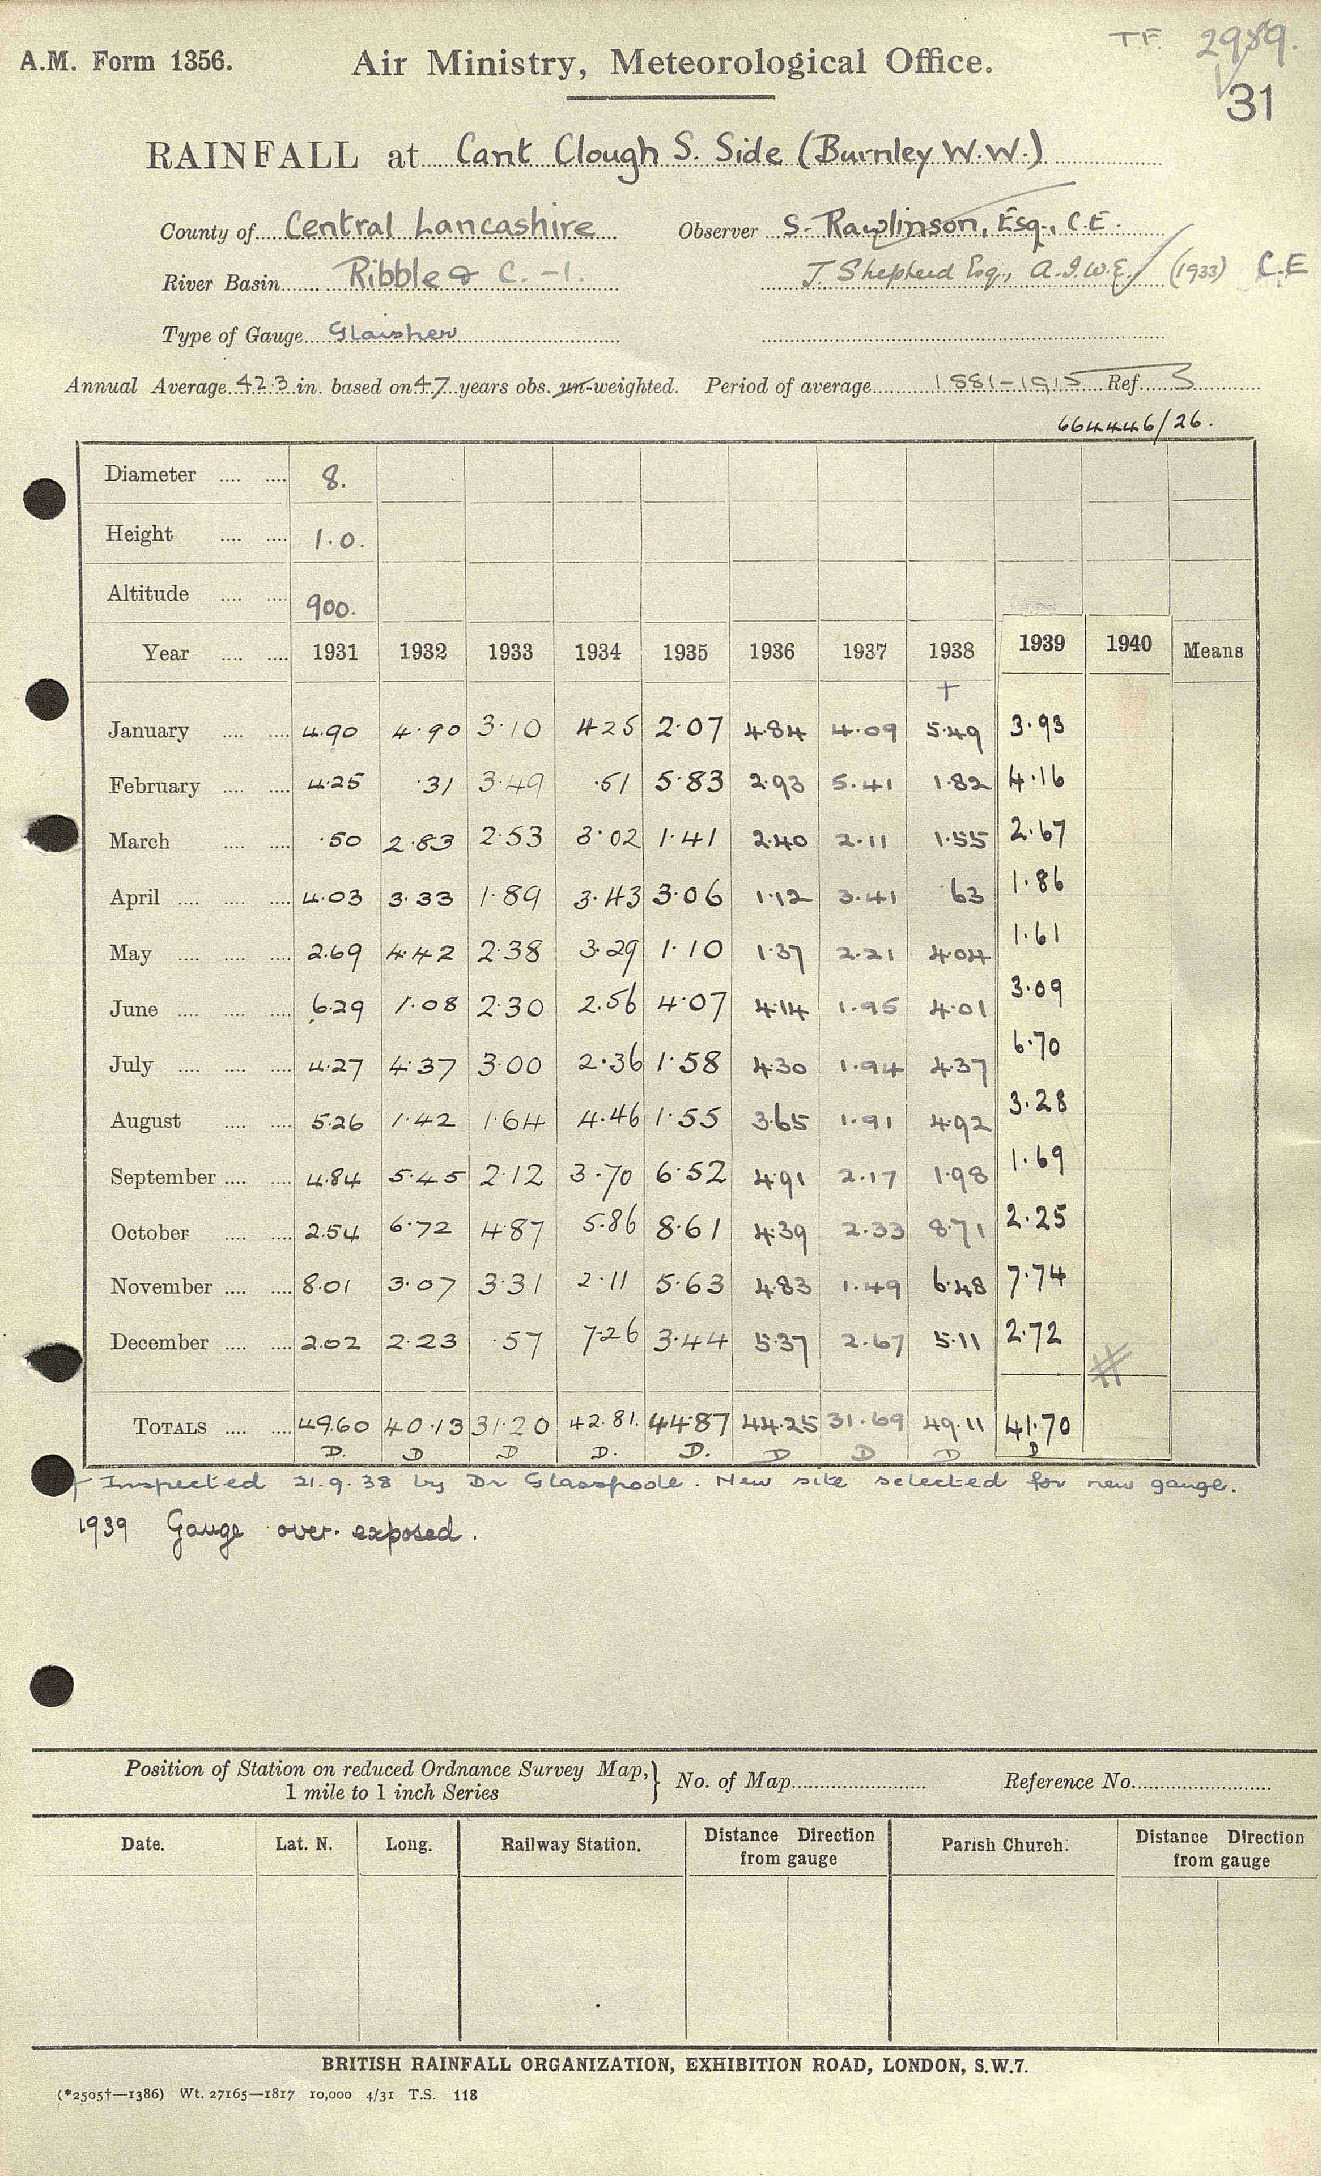 T.F. 2989.
A.M. Form 1356. Air Ministry, Meteorological Office.
31
RAINFALL at Cant Clough S. Side (Burnley W.W.)
County of Central Lancashire Observer S. Rawlinson, Esq., C.E.
River Basin Ribble & C. -1. J. Shepherd Esq., A.I.W.E. (1933) C.E
Type of Gauge Glaisher
Annual Average 42.3 in. based on 47 years obs. un-weighted. Period of average 1881-1915 Ref. S
664446/26.
Diameter .... .... 8.
Height .... .... 1.0.
Altitude .... .... 900.
Year .... .... 1931 1932 1933 1934 1935 1936 1937 1938 1939 1940 Means
+
January .... .... 4.90 4.90 3.10 4.25 2.07 4.84 4.09 5.49 3.93
February .... .... 4.25 .31 3.49 .51 5.83 2.93 5.41 1.82 4.16
March .... .... .50 2.83 2.53 3.02 1.41 2.40 2.11 1.55 2.67
April .... .... .... 4.03 3.33 1.89 3.43 3.06 1.12 3.41 .63 1.86
May .... .... .... 2.69 4.42 2.38 3.29 1.10 1.37 2.21 4.04 1.61
June .... .... .... 6.29 1.08 2.30 2.56 4.07 4.14 1.95 4.01 3.09
July .... .... .... 4.27 4.37 3.00 2.36 1.58 4.30 1.94 4.37 6.70
August .... .... 5.26 1.42 1.64 4.46 1.55 3.65 1.91 4.92 3.28
September .... .... 4.84 5.45 2.12 3.70 6.52 4.91 2.17 1.98 1.69
October .... .... 2.54 6.72 4.87 5.86 8.61 4.39 2.33 8.71 2.25
November .... .... 8.01 3.07 3.31 2.11 5.63 4.83 1.49 6.48 7.74
December .... .... 2.02 2.23 .57 7.26 3.44 5.37 2.67 5.11 2.72
#
TOTALS .... .... 49.60 40.13 31.20 42.81. 44.87 44.25 31.69 49.11 41.70
D. D D D. D. D D D D
+ Inspected 21.9.38 by Dr Glasspoole. New site selected for new gauge.
1939 Gauge over-exposed.
Position of Station on reduced Ordnance Survey Map,
1 mile to 1 inch Series } No. of Map Reference No.
Date. Lat. N. Long. Railway Station. Distance Direction from gauge Parish Church. Distance Direction from gauge
BRITISH RAINFALL ORGANIZATION, EXHIBITION ROAD, LONDON, S.W.7.
(*2505†—1386) Wt. 27165—1817 10,000 4/31 T.S. 118